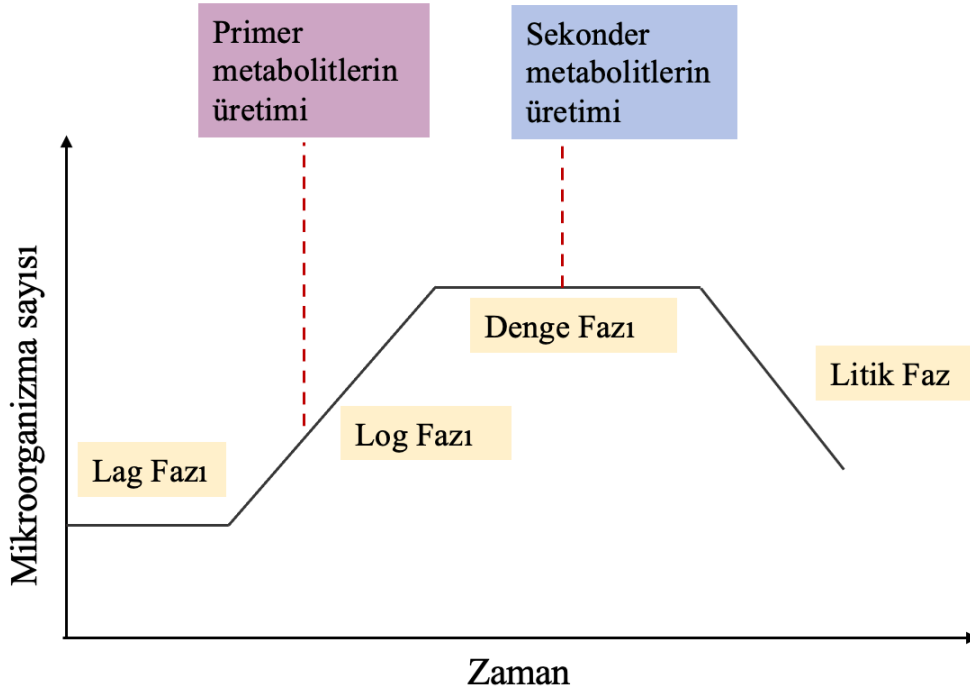 Primer
metabolitlerin
üretimi
Sekonder
metabolitlerin
üretimi
Mikroorganizma sayısı
Denge Fazı
Litik Faz
Log Fazı
Lag Fazı
Zaman